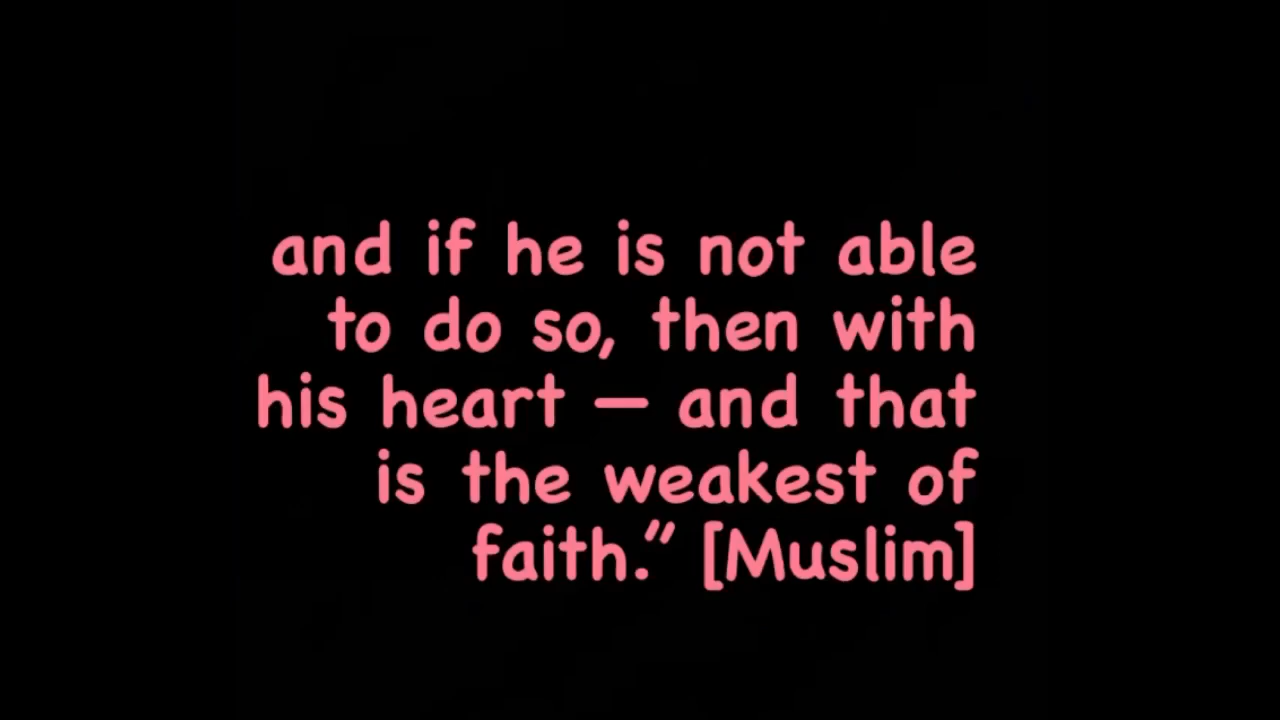 and if he is not able
to do so, then with
his heart – and that
is the weakest of
faith.” [Muslim]